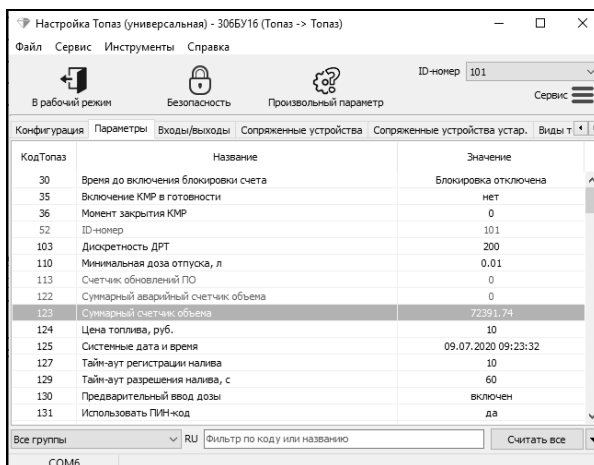 Настройка Топаз (универсальная) - 306БУ16 (Топаз -> Топаз)
Файл Сервис Инструменты Справка
В рабочий режим Безопасность Произвольный параметр ID-номер 101 Сервис
Конфигурация Параметры Входы/выходы Сопряженные устройства Сопряженные устройства устар. Виды т
КодТопаз Название Значение
30 Время до включения блокировки счета Блокировка отключена
35 Включение КМР в готовности нет
36 Момент закрытия КМР 0
52 ID-номер 101
103 Дискретность ДРТ 200
110 Минимальная доза отпуска, л 0.01
113 Счетчик обновлений ПО 0
122 Суммарный аварийный счетчик объема 0
123 Суммарный счетчик объема 72391.74
124 Цена топлива, руб. 10
125 Системные дата и время 09.07.2020 09:23:32
127 Тайм-аут регистрации налива 10
129 Тайм-аут разрешения налива, с 60
130 Предварительный ввод дозы включен
131 Использовать ПИН-код да
Все группы RU Фильтр по коду или названию Считать все
COM6